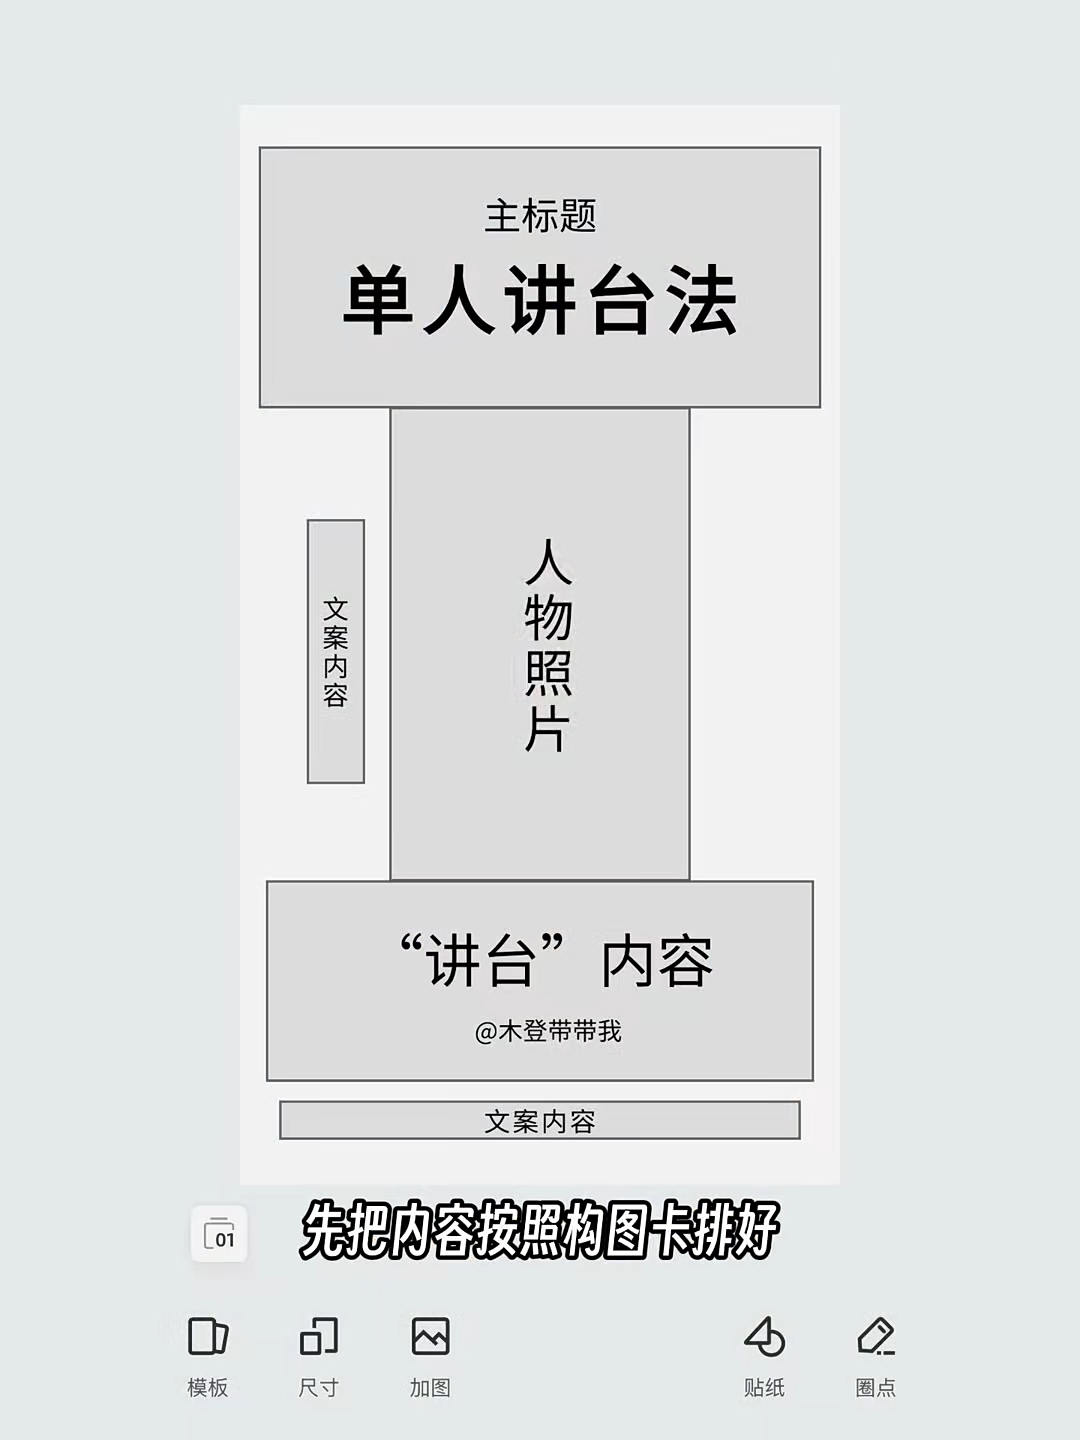 主标题
单人讲台法
人物照片
文案内容
“讲台”内容
@木登带带我
文案内容
先把内容按照构图卡排好
01
模板
尺寸
加图
贴纸
圈点